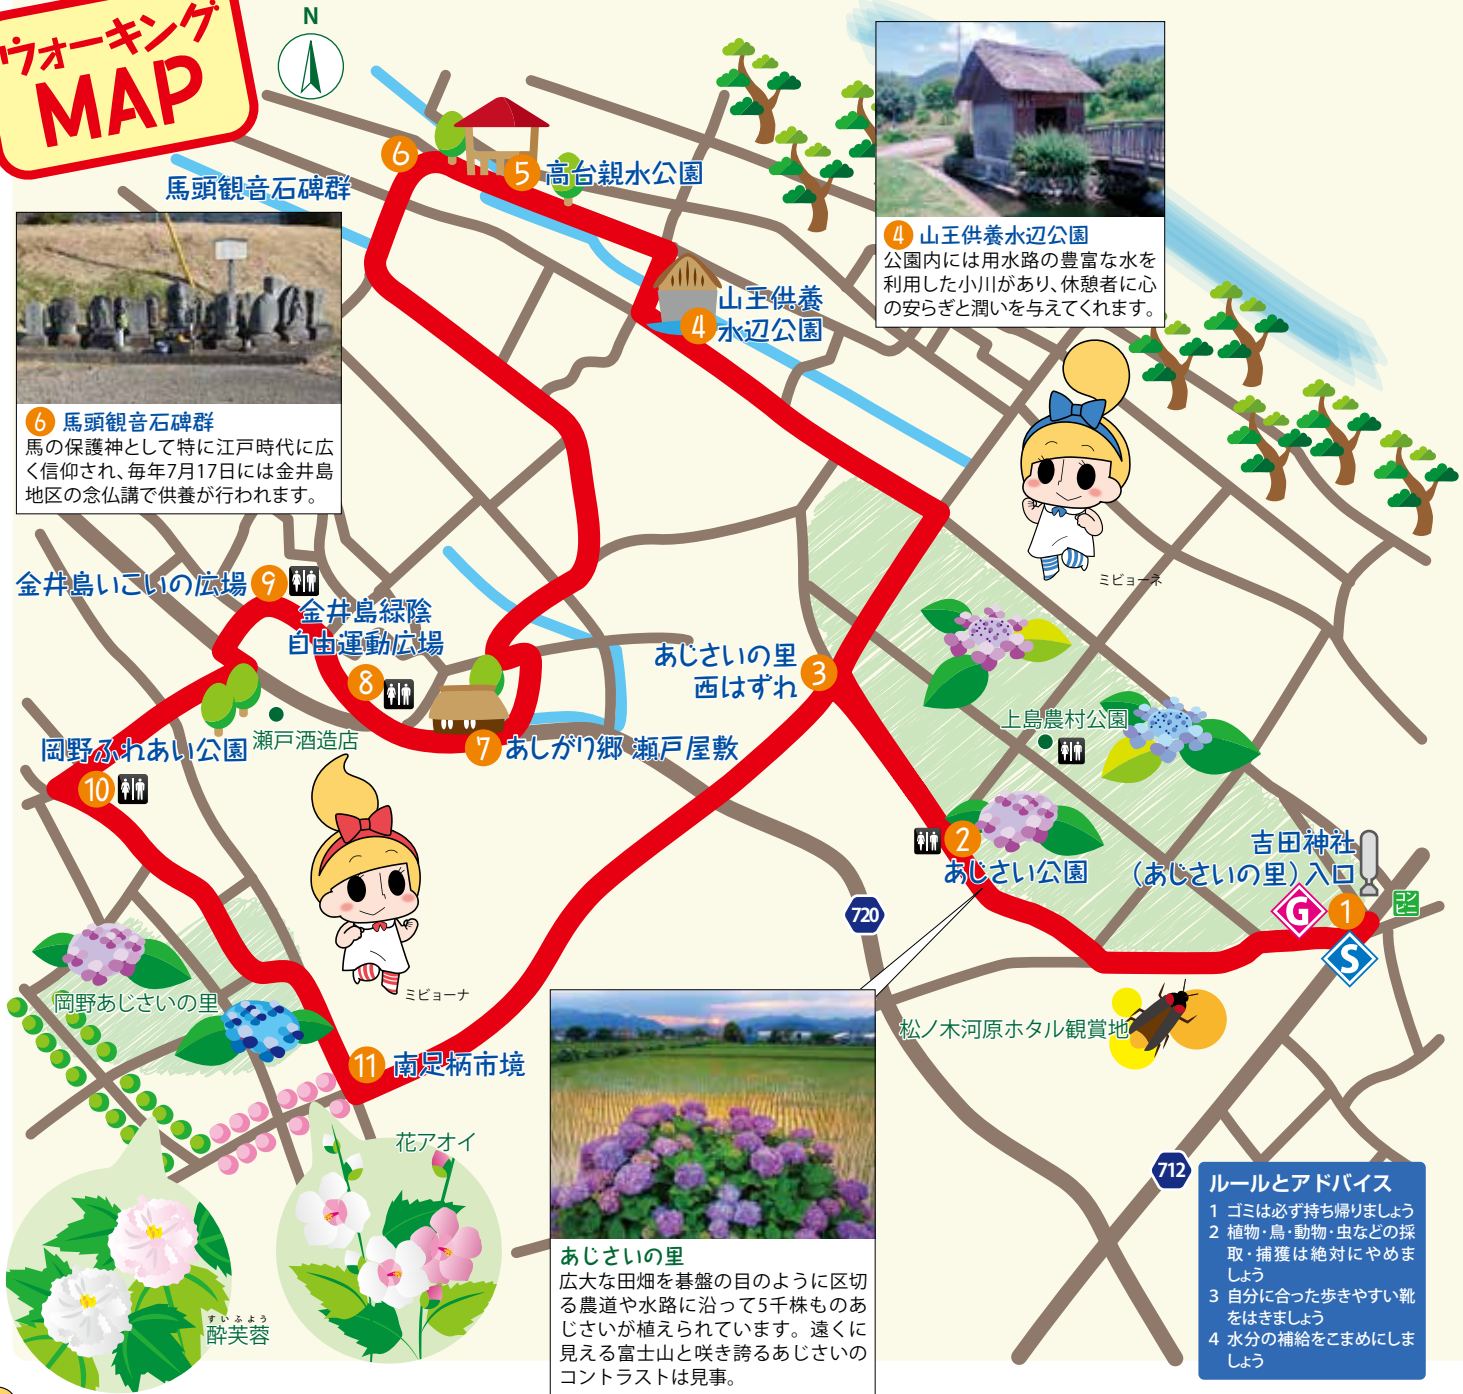 ウォーキング
MAP
N
6
5 高台親水公園
馬頭観音石碑群
4 山王供養水辺公園
公園内には用水路の豊富な水を
利用した小川があり、休憩者に心
の安らぎと潤いを与えてくれます。
山王供養
4 水辺公園
6 馬頭観音石碑群
馬の保護神として特に江戸時代に広
く信仰され、毎年7月17日には金井島
地区の念仏講で供養が行われます。
ミビョーネ
金井島いこいの広場 9
金井島緑陰
自由運動広場
8
あじさいの里
西はずれ
3
上島農村公園
瀬戸酒造店
7 あしがり郷 瀬戸屋敷
岡野ふれあい公園
10
2
あじさい公園
吉田神社
(あじさいの里)入口
G
1
コンビニ
S
720
ミビョーナ
岡野あじさいの里
松ノ木河原ホタル観賞地
11 南足柄市境
花アオイ
すいふよう
酔芙蓉
あじさいの里
広大な田畑を碁盤の目のように区切
る農道や水路に沿って5千株ものあ
じさいが植えられています。遠くに
見える富士山と咲き誇るあじさいの
コントラストは見事。
712
ルールとアドバイス
1 ゴミは必ず持ち帰りましょう
2 植物・鳥・動物・虫などの採
取・捕獲は絶対にやめま
しょう
3 自分に合った歩きやすい靴
をはきましょう
4 水分の補給をこまめにしま
しょう